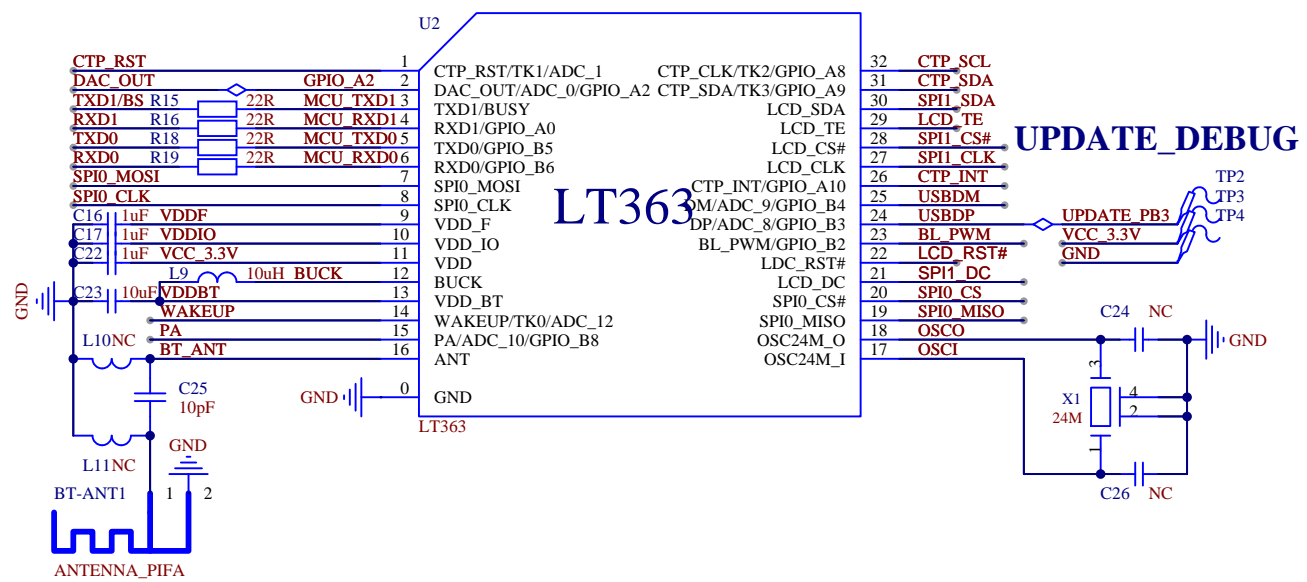 U2
CTP_RST 1 CTP_RST/TK1/ADC_1
DAC_OUT GPIO_A2 2 DAC_OUT/ADC_0/GPIO_A2
TXD1/BS R15 22R MCU_TXD1 3 TXD1/BUSY
RXD1 R16 22R MCU_RXD1 4 RXD1/GPIO_A0
TXD0 R18 22R MCU_TXD0 5 TXD0/GPIO_B5
RXD0 R19 22R MCU_RXD0 6 RXD0/GPIO_B6
SPI0_MOSI 7 SPI0_MOSI
SPI0_CLK 8 SPI0_CLK
C16 1uF VDDF 9 VDD_F
C17 1uF VDDIO 10 VDD_IO
C22 1uF VCC_3.3V 11 VDD
L9 10uH BUCK 12 BUCK
GND C23 10uF VDDBT 13 VDD_BT
WAKEUP 14 WAKEUP/TK0/ADC_12
PA 15 PA/ADC_10/GPIO_B8
L10 NC BT_ANT 16 ANT
GND 0 GND
LT363
LT363
CTP_CLK/TK2/GPIO_A8 32 CTP_SCL
CTP_SDA/TK3/GPIO_A9 31 CTP_SDA
LCD_SDA 30 SPI1_SDA
LCD_TE 29 LCD_TE
LCD_CS# 28 SPI1_CS#
LCD_CLK 27 SPI1_CLK
CTP_INT/GPIO_A10 26 CTP_INT
DM/ADC_9/GPIO_B4 25 USBDM
DP/ADC_8/GPIO_B3 24 USBDP UPDATE_PB3
BL_PWM/GPIO_B2 23 BL_PWM VCC_3.3V
LDC_RST# 22 LCD_RST# GND
LCD_DC 21 SPI1_DC
SPI0_CS# 20 SPI0_CS
SPI0_MISO 19 SPI0_MISO
OSC24M_O 18 OSCO
OSC24M_I 17 OSCI
UPDATE_DEBUG
TP2
TP3
TP4
C24 NC
GND
3
X1 4
24M 2
1
C26 NC
C25
10pF
GND
L11 NC
BT-ANT1 1 2
ANTENNA_PIFA